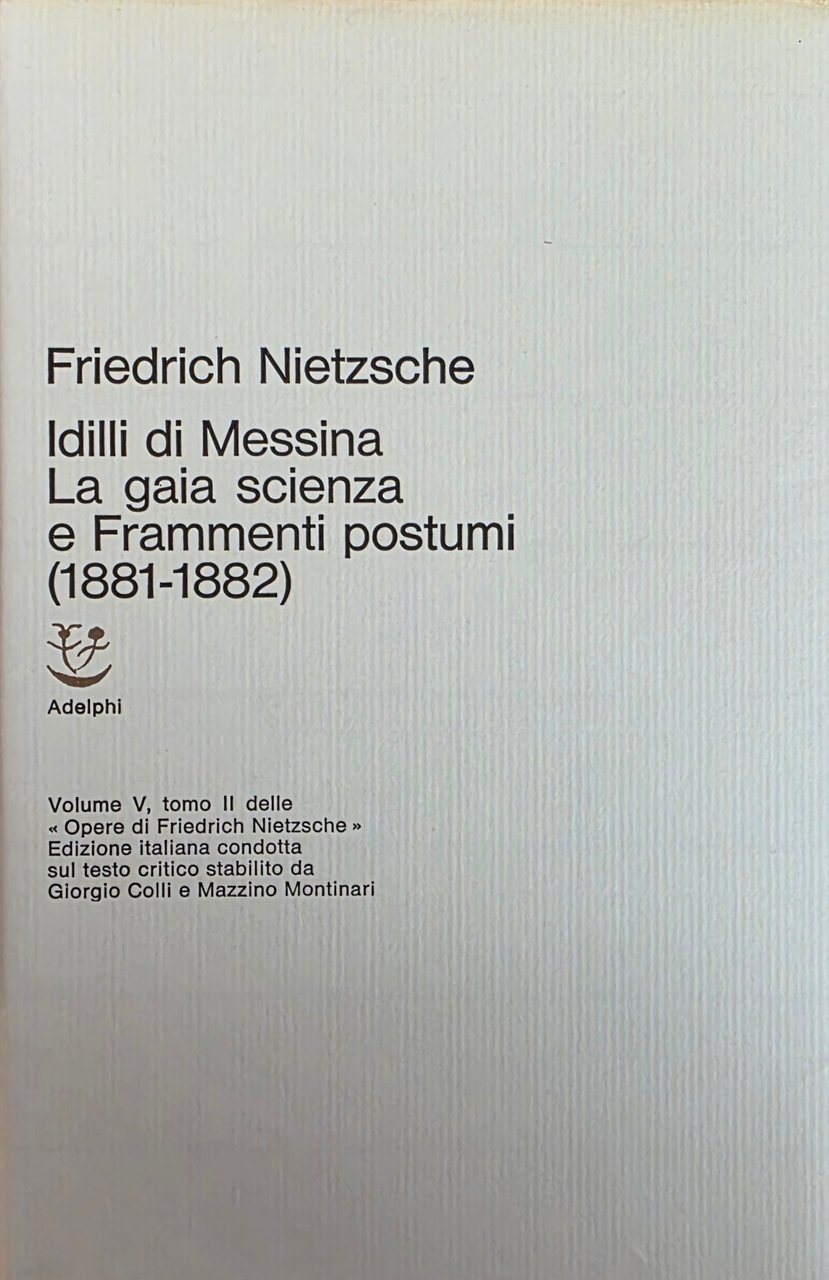 Friedrich Nietzsche
Idilli di Messina
La gaia scienza
e Frammenti postumi
(1881-1882)
Adelphi
Volume V, tomo II delle
« Opere di Friedrich Nietzsche »
Edizione italiana condotta
sul testo critico stabilito da
Giorgio Colli e Mazzino Montinari